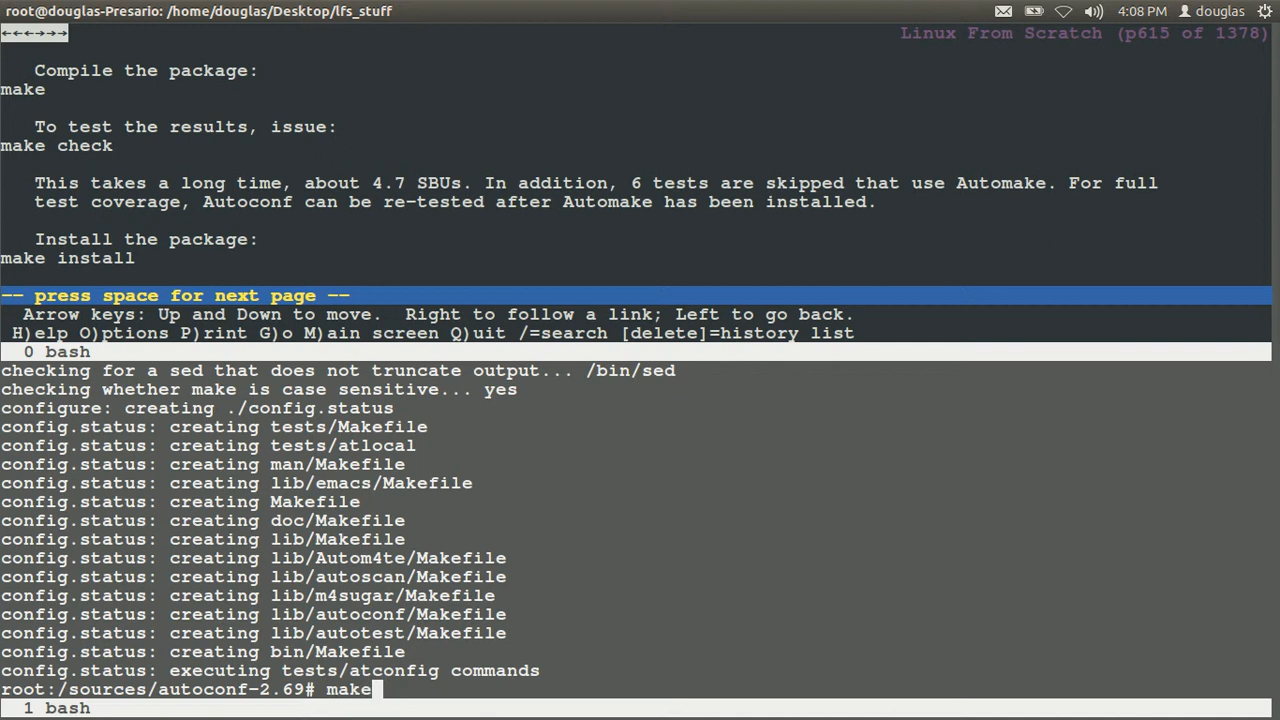 root@douglas-Presario: /home/douglas/Desktop/lfs_stuff
4:08 PM douglas
←←←→→→ Linux From Scratch (p615 of 1378)
Compile the package:
make
To test the results, issue:
make check
This takes a long time, about 4.7 SBUs. In addition, 6 tests are skipped that use Automake. For full
test coverage, Autoconf can be re-tested after Automake has been installed.
Install the package:
make install
-- press space for next page --
Arrow keys: Up and Down to move.  Right to follow a link; Left to go back.
H)elp O)ptions P)rint G)o M)ain screen Q)uit /=search [delete]=history list
0 bash
checking for a sed that does not truncate output... /bin/sed
checking whether make is case sensitive... yes
configure: creating ./config.status
config.status: creating tests/Makefile
config.status: creating tests/atlocal
config.status: creating man/Makefile
config.status: creating lib/emacs/Makefile
config.status: creating Makefile
config.status: creating doc/Makefile
config.status: creating lib/Makefile
config.status: creating lib/Autom4te/Makefile
config.status: creating lib/autoscan/Makefile
config.status: creating lib/m4sugar/Makefile
config.status: creating lib/autoconf/Makefile
config.status: creating lib/autotest/Makefile
config.status: creating bin/Makefile
config.status: executing tests/atconfig commands
root:/sources/autoconf-2.69# make
1 bash